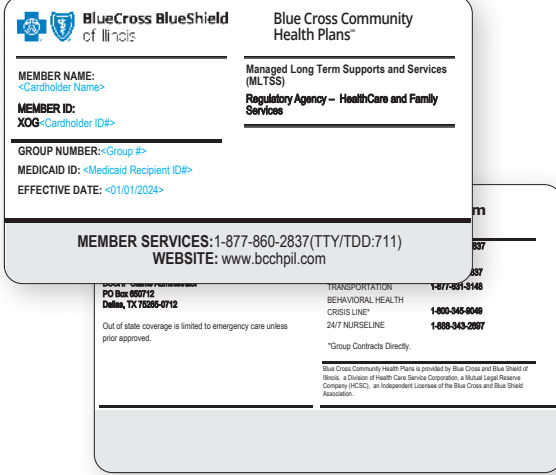 BlueCross BlueShield
of Illinois
Blue Cross Community
Health Plans℠
MEMBER NAME:
<Cardholder Name>
MEMBER ID:
XOG<Cardholder ID#>
GROUP NUMBER:<Group #>
MEDICAID ID: <Medicaid Recipient ID#>
EFFECTIVE DATE: <01/01/2024>
Managed Long Term Supports and Services
(MLTSS)
Regulatory Agency – HealthCare and Family
Services
MEMBER SERVICES:1-877-860-2837(TTY/TDD:711)
WEBSITE: www.bcchpil.com
m
837
837
PO Box 650712
Dallas, TX 75265-0712
Out of state coverage is limited to emergency care unless
prior approved.
TRANSPORTATION 1-877-831-3148
BEHAVIORAL HEALTH
CRISIS LINE* 1-800-345-9049
24/7 NURSELINE 1-888-343-2697
*Group Contracts Directly.
Blue Cross Community Health Plans is provided by Blue Cross and Blue Shield of
Illinois, a Division of Health Care Service Corporation, a Mutual Legal Reserve
Company (HCSC), an Independent Licensee of the Blue Cross and Blue Shield
Association.